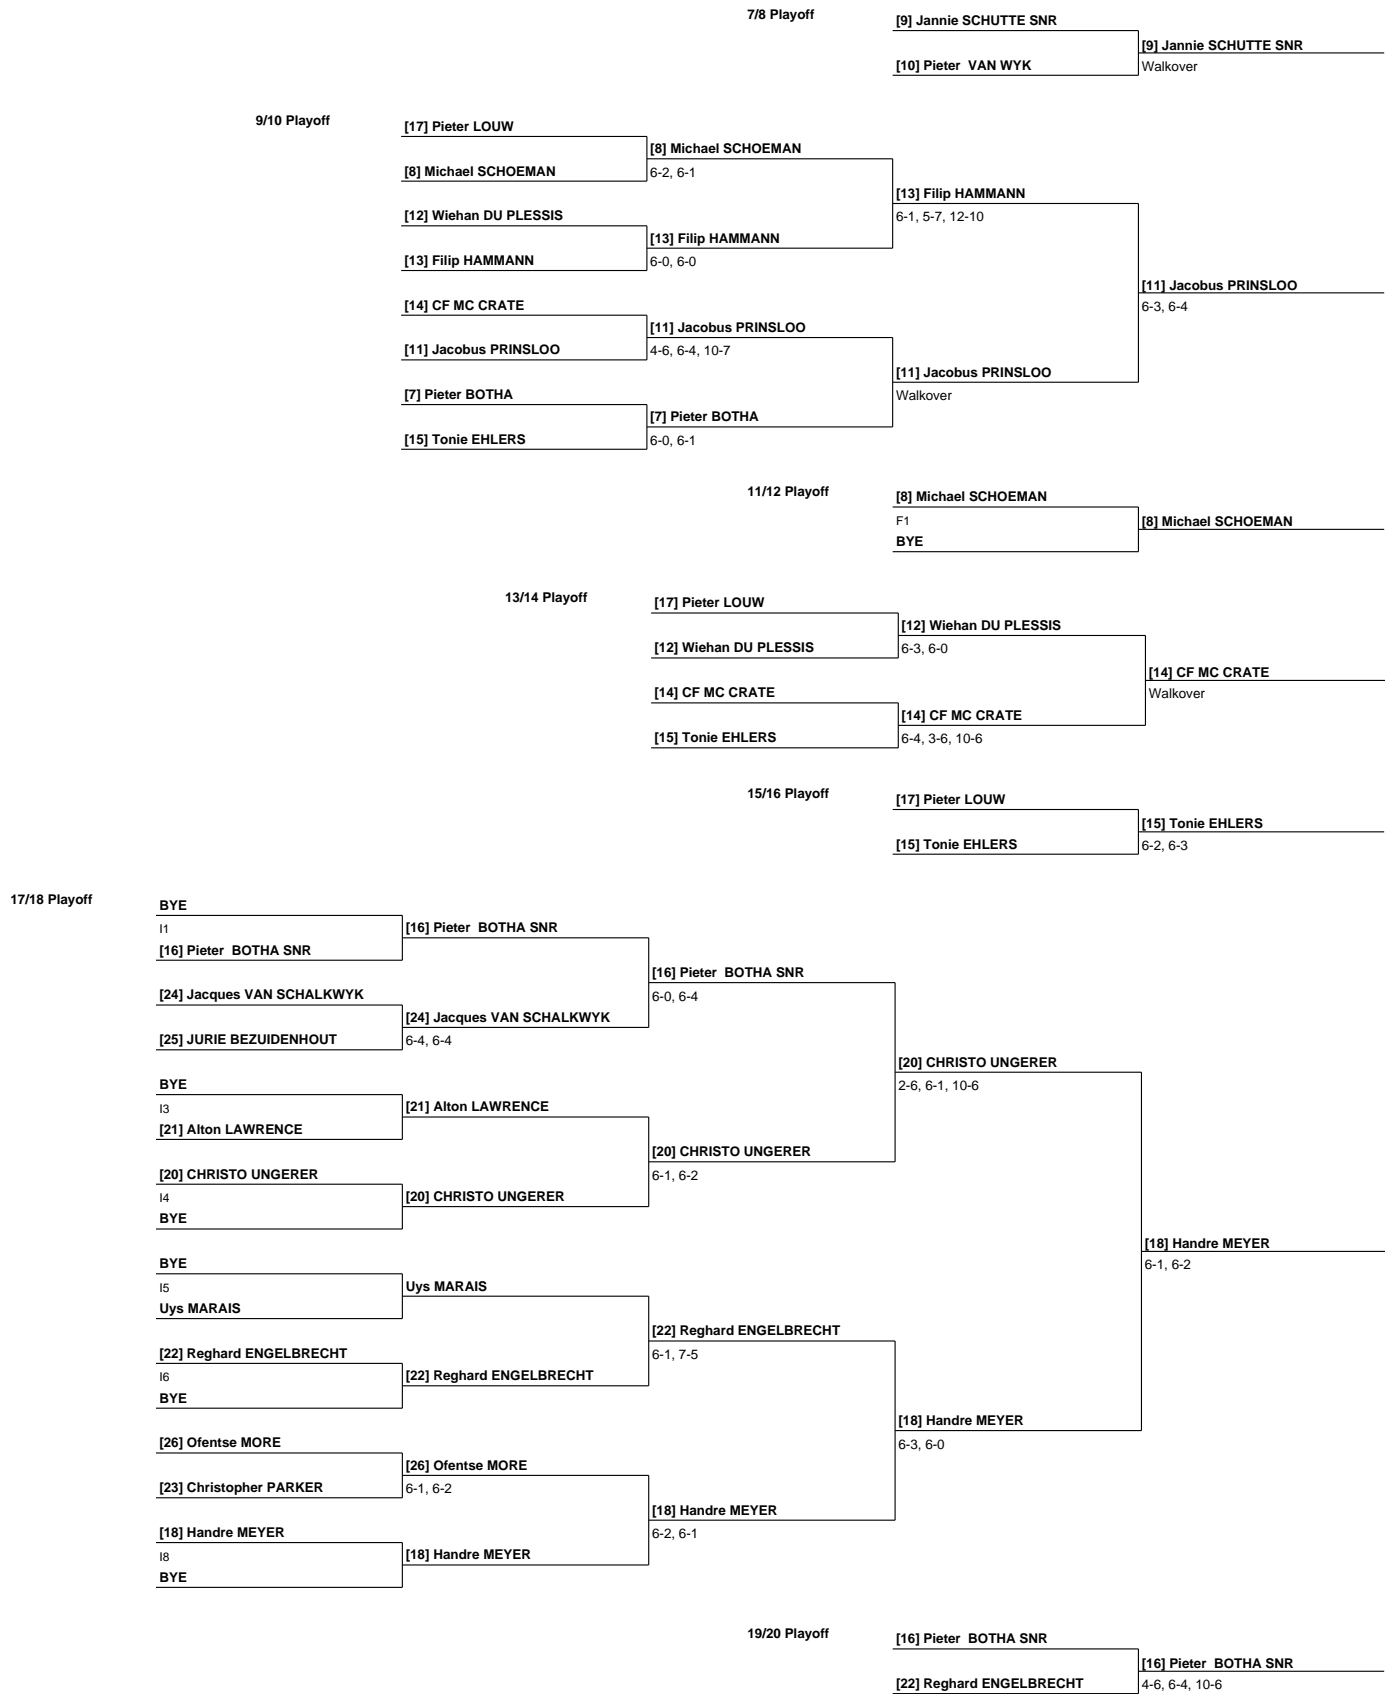 7/8 Playoff
[9] Jannie SCHUTTE SNR
[9] Jannie SCHUTTE SNR
[10] Pieter  VAN WYK
Walkover
9/10 Playoff
[17] Pieter LOUW
[8] Michael SCHOEMAN
[8] Michael SCHOEMAN
6-2, 6-1
[13] Filip HAMMANN
[12] Wiehan DU PLESSIS
6-1, 5-7, 12-10
[13] Filip HAMMANN
[13] Filip HAMMANN
6-0, 6-0
[11] Jacobus PRINSLOO
[14] CF MC CRATE
6-3, 6-4
[11] Jacobus PRINSLOO
[11] Jacobus PRINSLOO
4-6, 6-4, 10-7
[11] Jacobus PRINSLOO
[7] Pieter BOTHA
Walkover
[7] Pieter BOTHA
[15] Tonie EHLERS
6-0, 6-1
11/12 Playoff
[8] Michael SCHOEMAN
F1
[8] Michael SCHOEMAN
BYE
13/14 Playoff
[17] Pieter LOUW
[12] Wiehan DU PLESSIS
[12] Wiehan DU PLESSIS
6-3, 6-0
[14] CF MC CRATE
[14] CF MC CRATE
Walkover
[14] CF MC CRATE
[15] Tonie EHLERS
6-4, 3-6, 10-6
15/16 Playoff
[17] Pieter LOUW
[15] Tonie EHLERS
[15] Tonie EHLERS
6-2, 6-3
17/18 Playoff
BYE
I1
[16] Pieter  BOTHA SNR
[16] Pieter  BOTHA SNR
[16] Pieter  BOTHA SNR
[24] Jacques VAN SCHALKWYK
6-0, 6-4
[24] Jacques VAN SCHALKWYK
[25] JURIE BEZUIDENHOUT
6-4, 6-4
[20] CHRISTO UNGERER
BYE
2-6, 6-1, 10-6
I3
[21] Alton LAWRENCE
[21] Alton LAWRENCE
[20] CHRISTO UNGERER
[20] CHRISTO UNGERER
6-1, 6-2
I4
[20] CHRISTO UNGERER
BYE
[18] Handre MEYER
BYE
6-1, 6-2
I5
Uys MARAIS
Uys MARAIS
[22] Reghard ENGELBRECHT
[22] Reghard ENGELBRECHT
6-1, 7-5
I6
[22] Reghard ENGELBRECHT
BYE
[18] Handre MEYER
[26] Ofentse MORE
6-3, 6-0
[26] Ofentse MORE
[23] Christopher PARKER
6-1, 6-2
[18] Handre MEYER
[18] Handre MEYER
6-2, 6-1
I8
[18] Handre MEYER
BYE
19/20 Playoff
[16] Pieter  BOTHA SNR
[16] Pieter  BOTHA SNR
[22] Reghard ENGELBRECHT
4-6, 6-4, 10-6